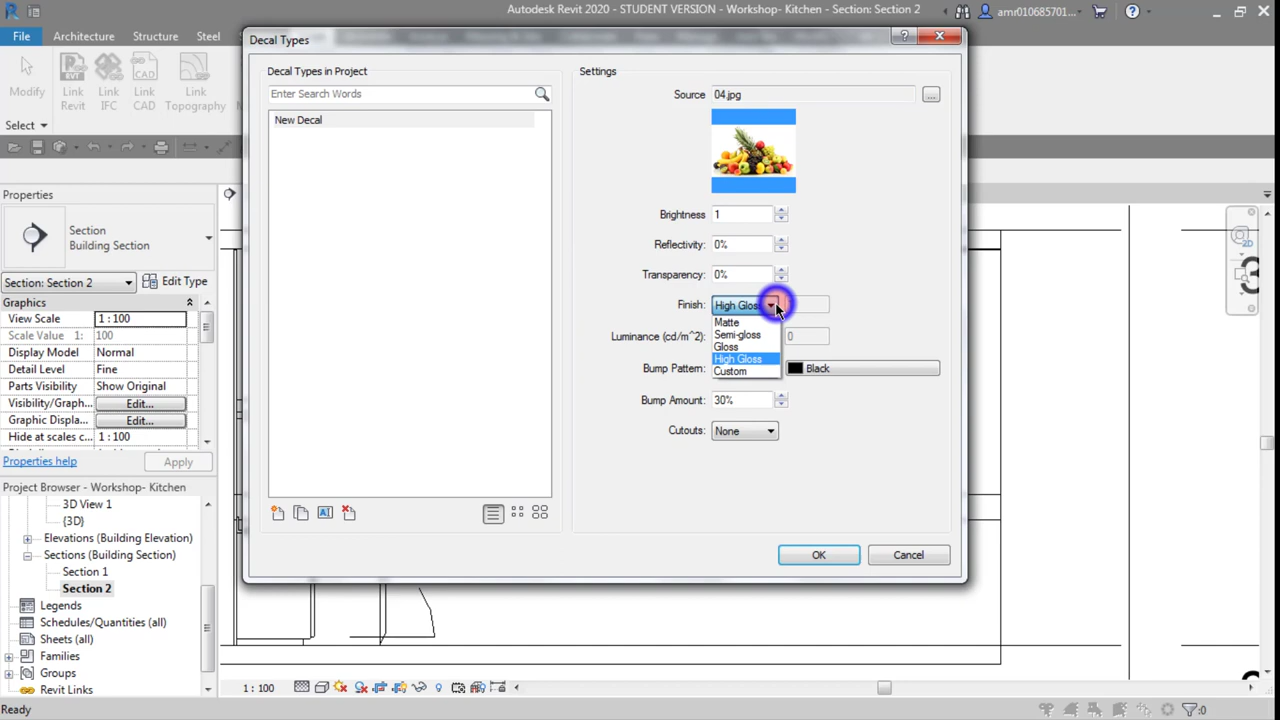 Autodesk Revit 2020 - STUDENT VERSION - Workshop- Kitchen - Section: Section 2
amr010685701...
File
Architecture
Structure
Steel
Decal Types
Modify
Link
Revit
Link
IFC
Link
CAD
Link
Topography
Select
Decal Types in Project
Enter Search Words
New Decal
Settings
Source
04.jpg
Brightness
1
Reflectivity:
0%
Transparency:
0%
Finish:
High Gloss
Matte
Semi-gloss
Gloss
High Gloss
Custom
Luminance (cd/m^2):
0
Bump Pattern:
Black
Bump Amount:
30%
Cutouts:
None
OK
Cancel
Properties
Section
Building Section
Section: Section 2
Edit Type
Graphics
View Scale
1 : 100
Scale Value 1:
100
Display Model
Normal
Detail Level
Fine
Parts Visibility
Show Original
Visibility/Graph...
Edit...
Graphic Displa...
Edit...
Hide at scales c...
1 : 100
Properties help
Apply
Project Browser - Workshop- Kitchen
3D View 1
{3D}
Elevations (Building Elevation)
Sections (Building Section)
Section 1
Section 2
Legends
Schedules/Quantities (all)
Sheets (all)
Families
Groups
Revit Links
1 : 100
Ready
:0
2D